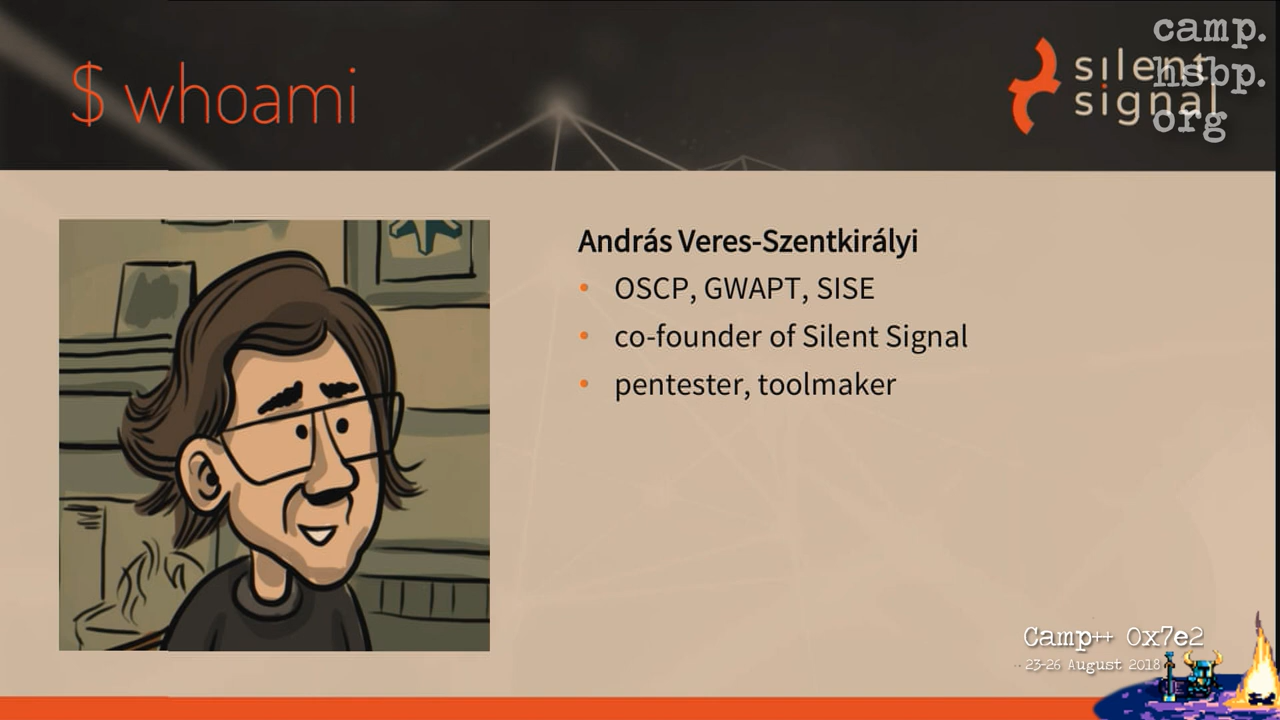 $ whoami
silent
signal
camp.
hsbp.
org
András Veres-Szentkirályi
• OSCP, GWAPT, SISE
• co-founder of Silent Signal
• pentester, toolmaker
Camp++ 0x7e2
23-26 August 2018